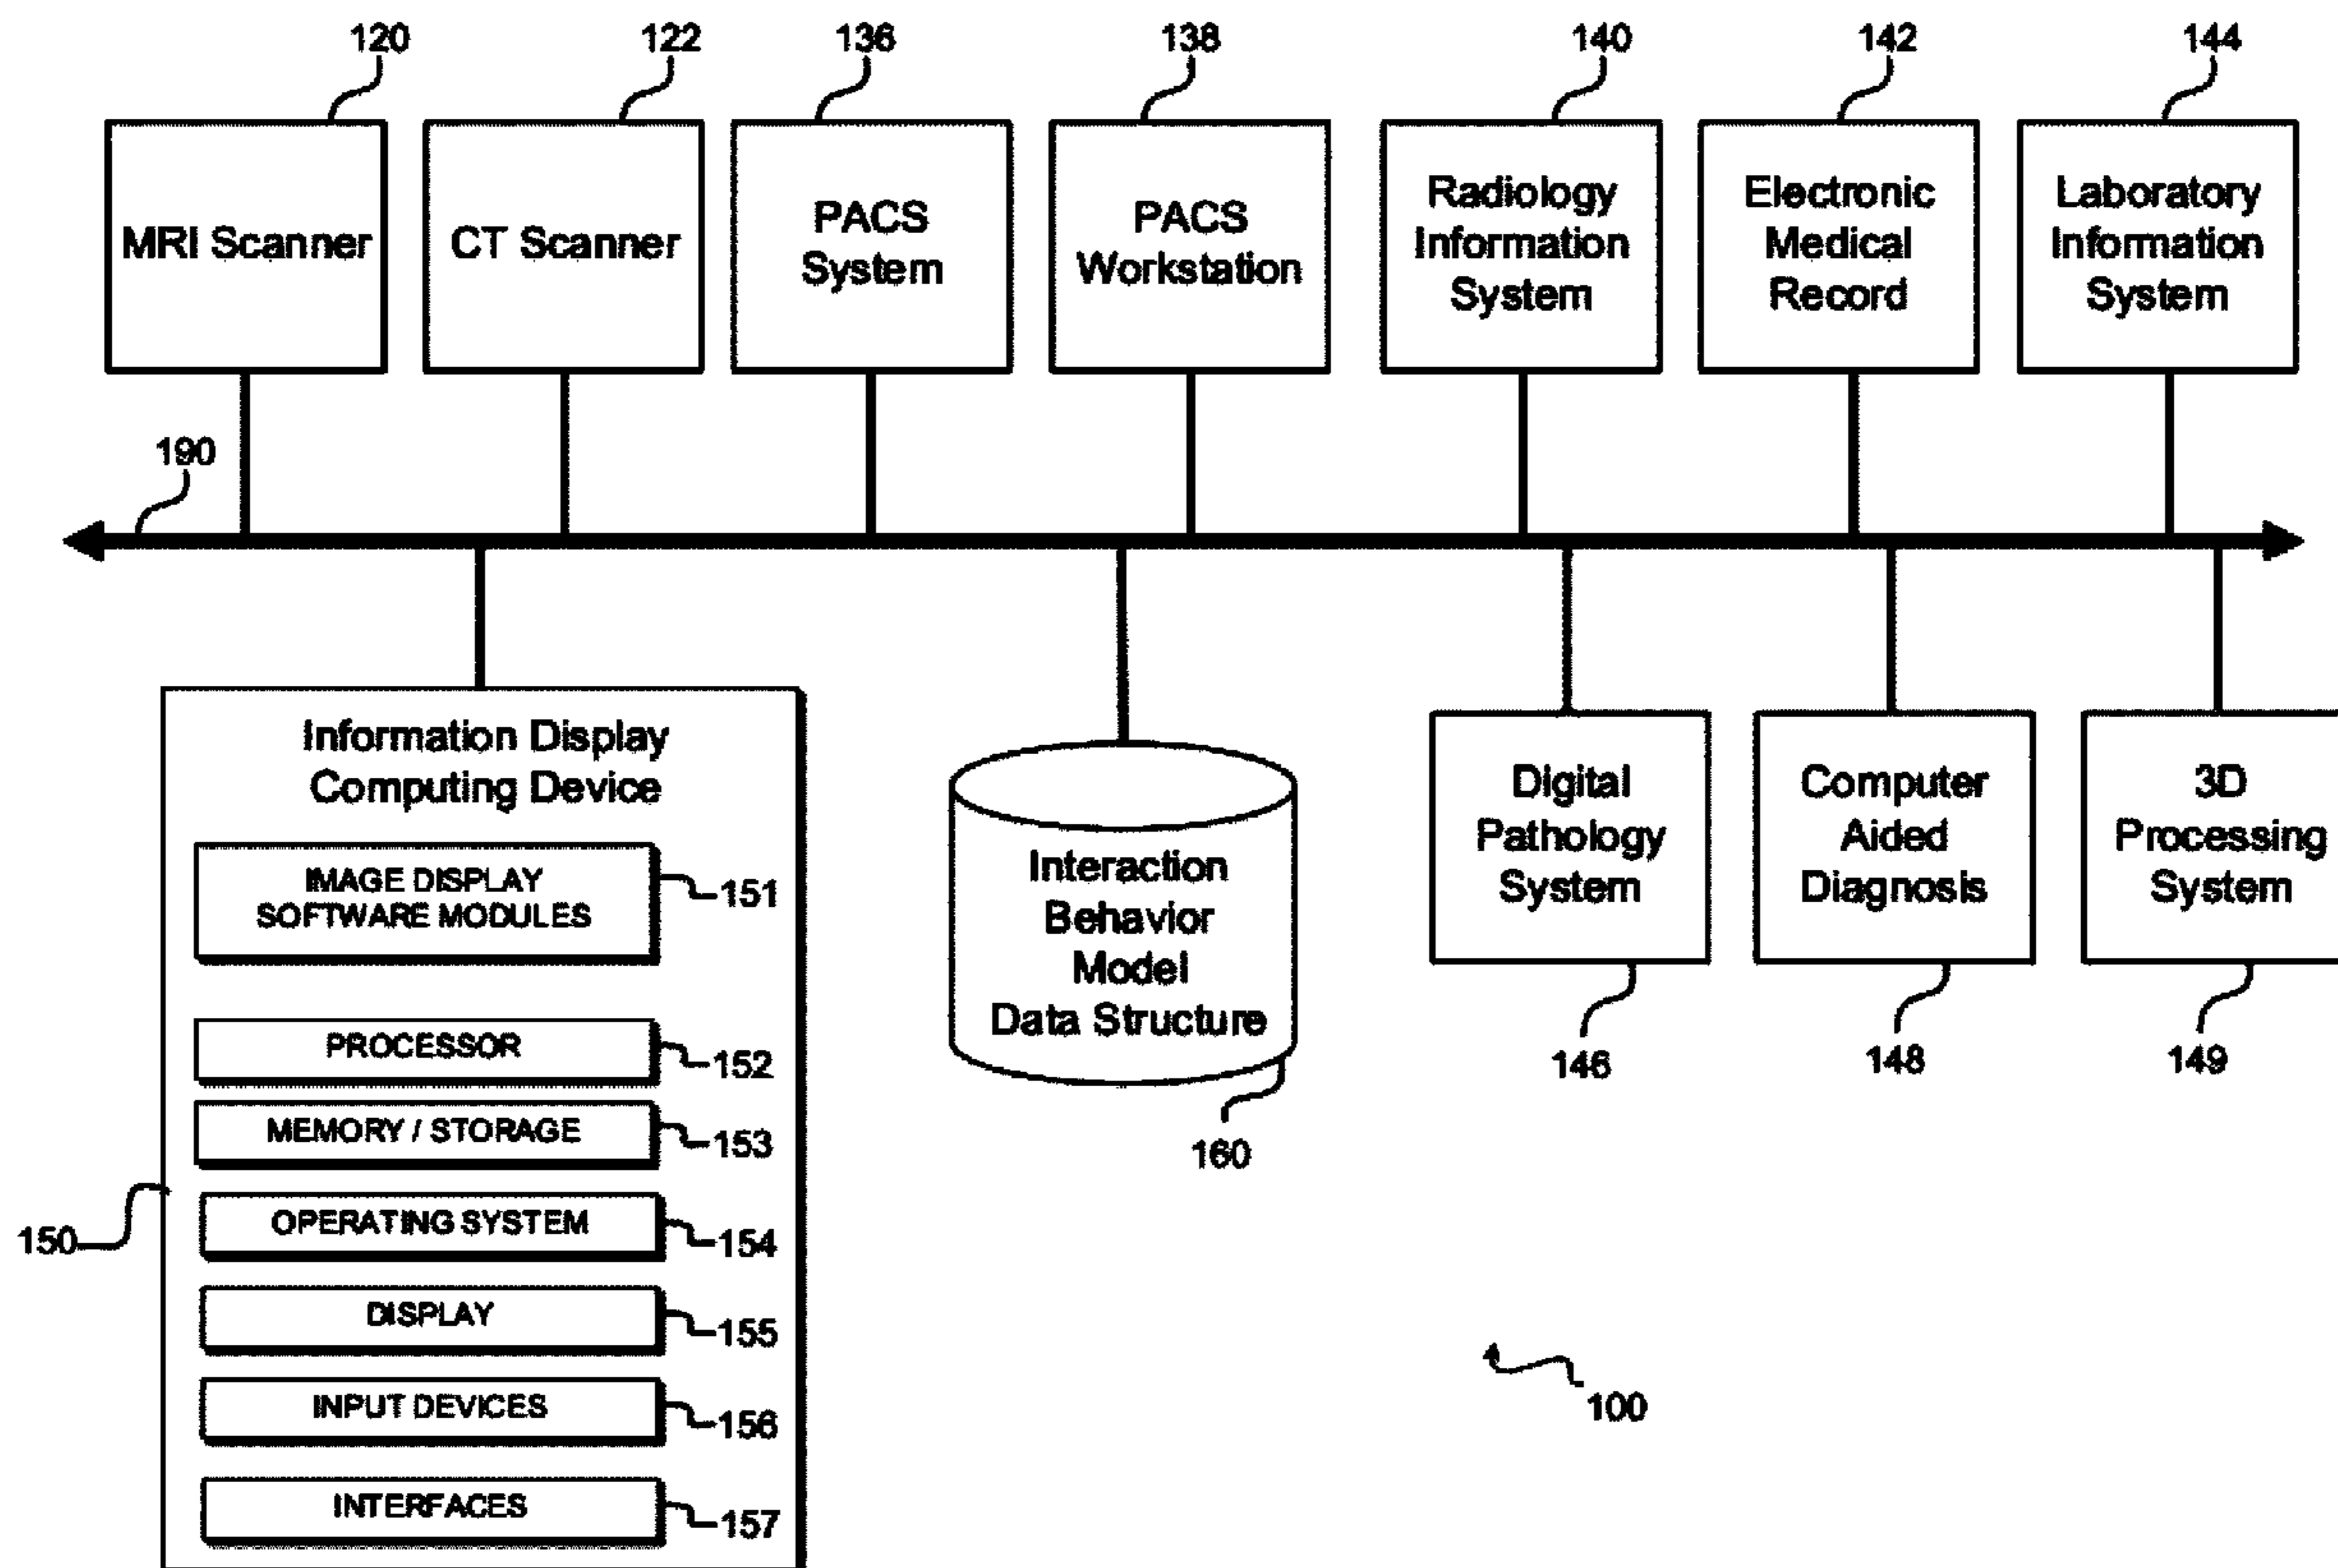 120
122
136
138
140
142
144
MRI Scanner
CT Scanner
PACS
System
PACS
Workstation
Radiology
Information
System
Electronic
Medical
Record
Laboratory
Information
System
190
Information Display
Computing Device
IMAGE DISPLAY
SOFTWARE MODULES
151
PROCESSOR
152
MEMORY / STORAGE
153
OPERATING SYSTEM
154
150
DISPLAY
155
INPUT DEVICES
156
INTERFACES
157
Interaction
Behavior
Model
Data Structure
160
Digital
Pathology
System
146
Computer
Aided
Diagnosis
148
3D
Processing
System
149
100